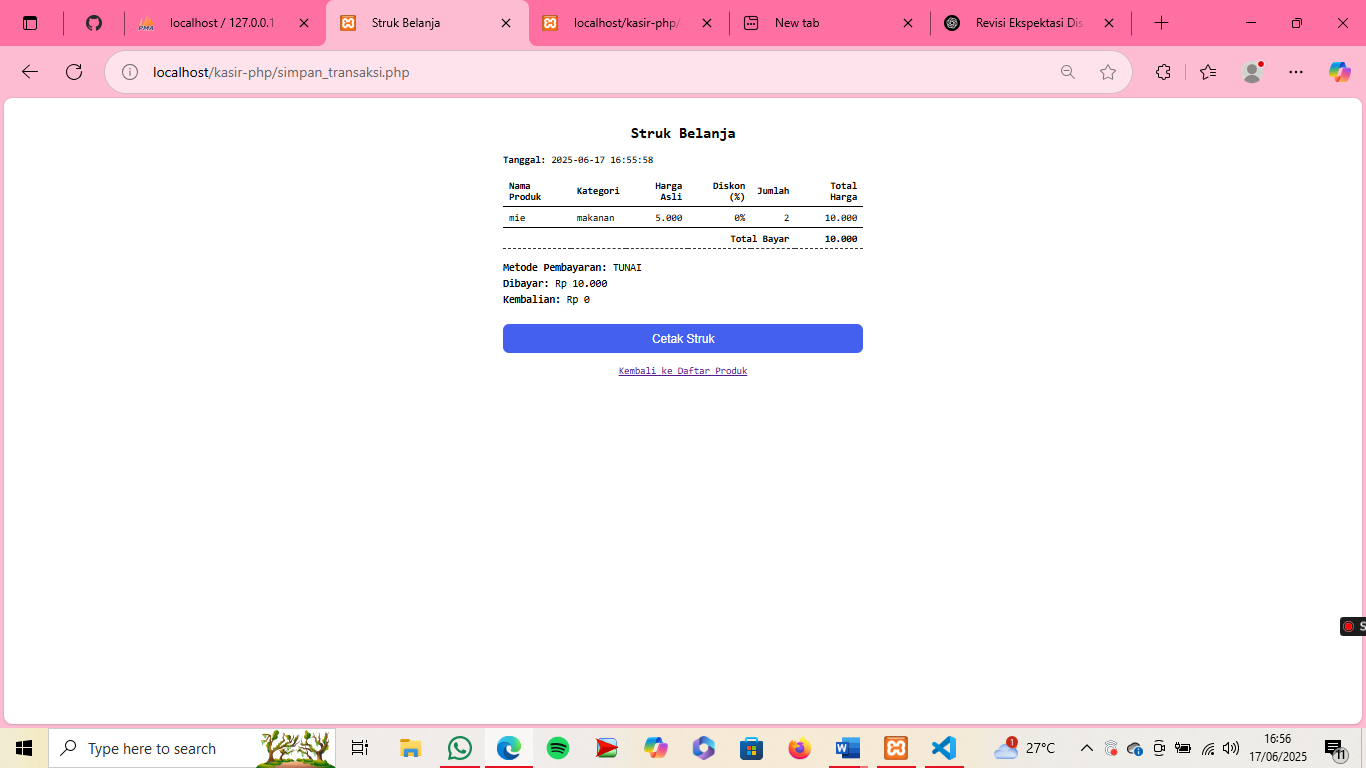 localhost / 127.0.0.1
Struk Belanja
localhost/kasir-php/
New tab
Revisi Ekspektasi Dis
localhost/kasir-php/simpan_transaksi.php
Struk Belanja
Tanggal: 2025-06-17 16:55:58
Nama Produk Kategori Harga Asli Diskon (%) Jumlah Total Harga
mie makanan 5.000 0% 2 10.000
Total Bayar 10.000
Metode Pembayaran: TUNAI
Dibayar: Rp 10.000
Kembalian: Rp 0
Cetak Struk
Kembali ke Daftar Produk
S
Type here to search
1
27°C
16:56
17/06/2025
11